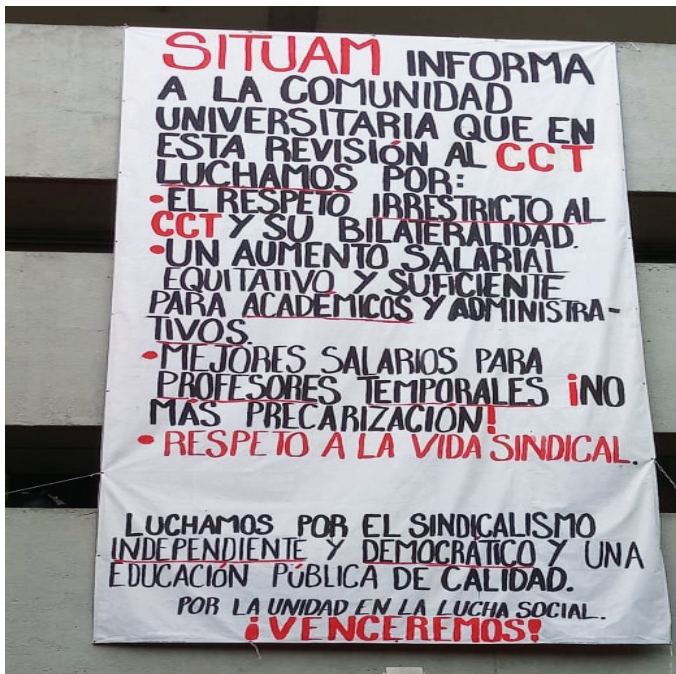 SITUAM INFORMA
A LA COMUNIDAD
UNIVERSITARIA QUE EN
ESTA REVISIÓN AL CCT
LUCHAMOS POR:
•EL RESPETO IRRESTRICTO AL
CCT Y SU BILATERALIDAD.
•UN AUMENTO SALARIAL
EQUITATIVO Y SUFICIENTE
PARA ACADÉMICOS Y ADMINISTRA-
TIVOS.
•MEJORES SALARIOS PARA
PROFESORES TEMPORALES ¡NO
MÁS PRECARIZACIÓN!
•RESPETO A LA VIDA SINDICAL.
LUCHAMOS POR EL SINDICALISMO
INDEPENDIENTE Y DEMOCRÁTICO Y UNA
EDUCACIÓN PÚBLICA DE CALIDAD.
POR LA UNIDAD EN LA LUCHA SOCIAL.
¡VENCEREMOS!